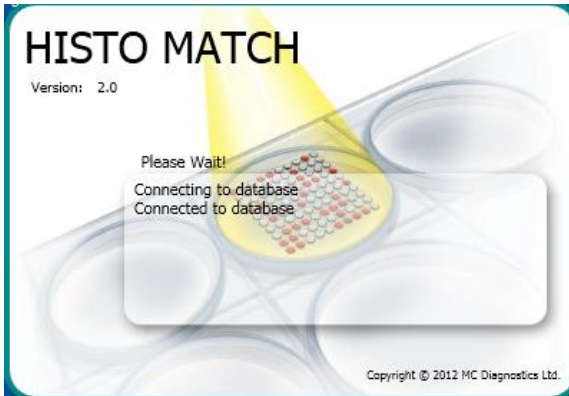 HISTO MATCH
Version: 2.0
Please Wait!
Connecting to database
Connected to database
Copyright © 2012 MC Diagnostics Ltd.